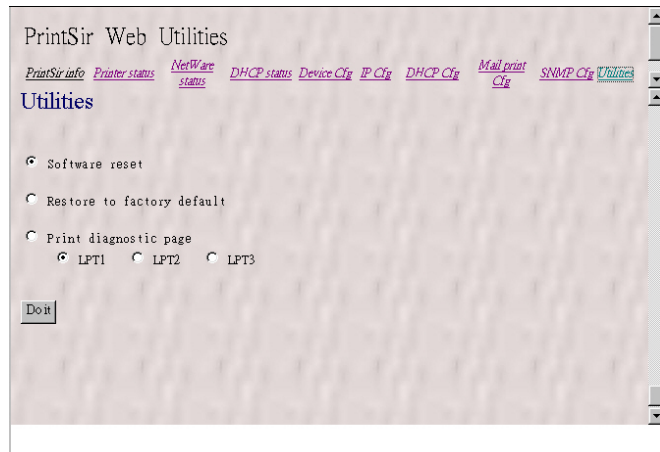 PrintSir Web Utilities
PrintSir info Printer status NetWare status DHCP status Device Cfg IP Cfg DHCP Cfg Mail print Cfg SNMP Cfg Utilities
Utilities
Software reset
Restore to factory default
Print diagnostic page
LPT1 LPT2 LPT3
Do it